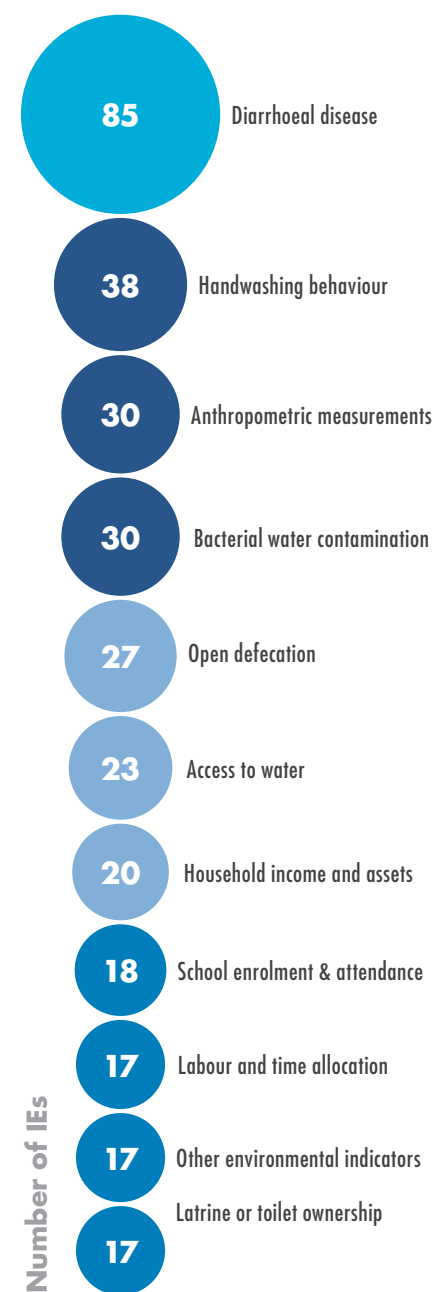 85
Diarrhoeal disease
38
Handwashing behaviour
30
Anthropometric measurements
30
Bacterial water contamination
27
Open defecation
23
Access to water
20
Household income and assets
18
School enrolment & attendance
17
Labour and time allocation
17
Other environmental indicators
Latrine or toilet ownership
17
Number of IEs